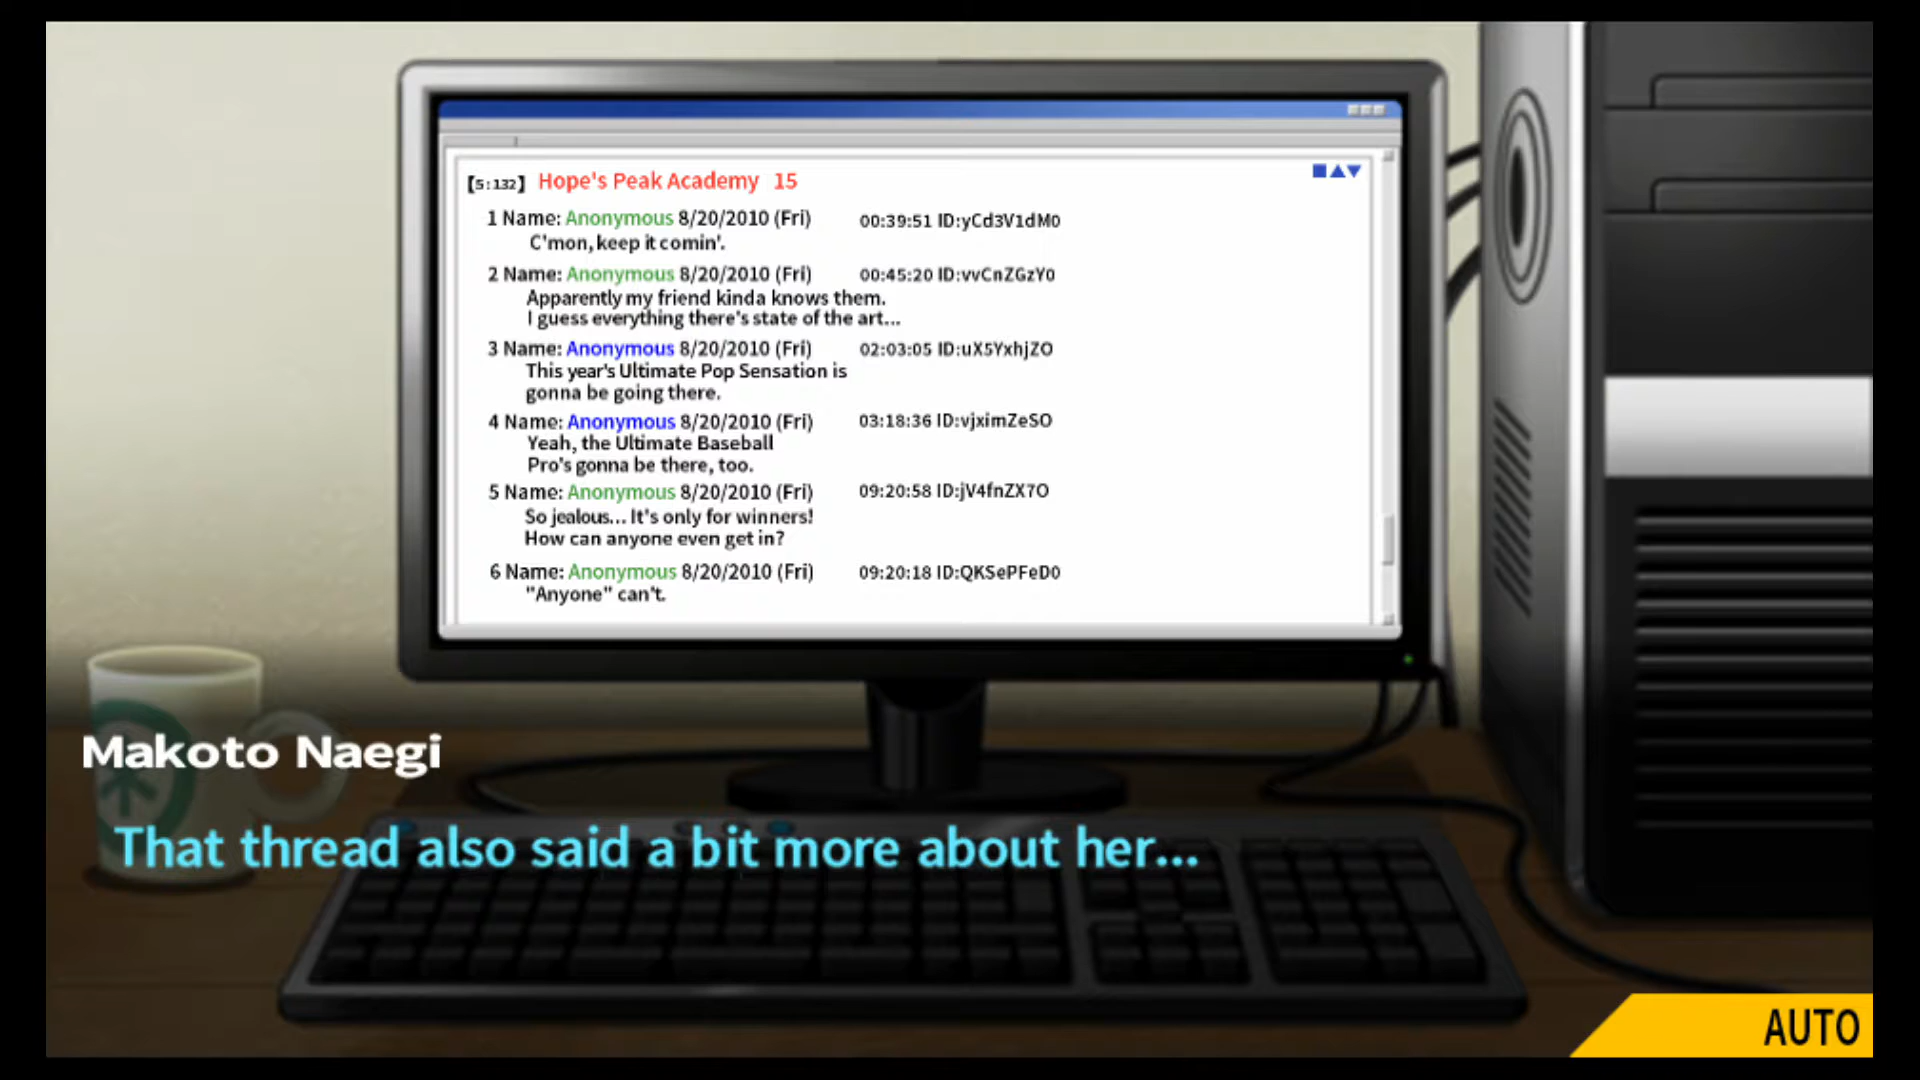 【5:132】 Hope's Peak Academy 15 ■▲▼
1 Name: Anonymous 8/20/2010 (Fri) 00:39:51 ID:yCd3V1dM0
C'mon, keep it comin'.
2 Name: Anonymous 8/20/2010 (Fri) 00:45:20 ID:vvCnZGzY0
Apparently my friend kinda knows them.
I guess everything there's state of the art...
3 Name: Anonymous 8/20/2010 (Fri) 02:03:05 ID:uX5YxhjZO
This year's Ultimate Pop Sensation is
gonna be going there.
4 Name: Anonymous 8/20/2010 (Fri) 03:18:36 ID:vjximZeSO
Yeah, the Ultimate Baseball
Pro's gonna be there, too.
5 Name: Anonymous 8/20/2010 (Fri) 09:20:58 ID:jV4fnZX7O
So jealous... It's only for winners!
How can anyone even get in?
6 Name: Anonymous 8/20/2010 (Fri) 09:20:18 ID:QKSePFeD0
"Anyone" can't.
Makoto Naegi
That thread also said a bit more about her...
AUTO